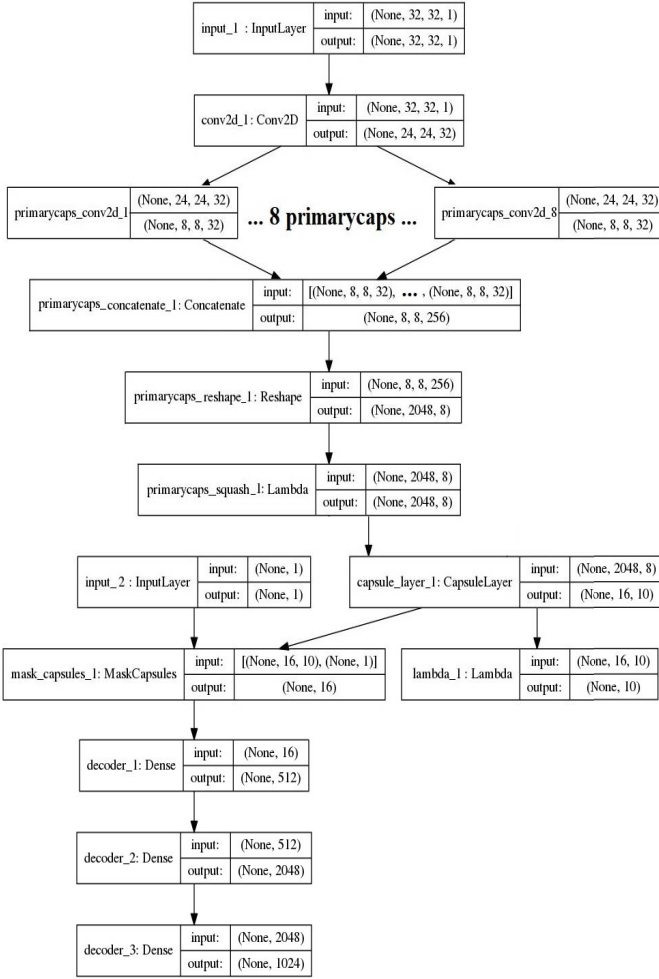 input_1 : InputLayer
input: (None, 32, 32, 1)
output: (None, 32, 32, 1)
conv2d_1: Conv2D
input: (None, 32, 32, 1)
output: (None, 24, 24, 32)
primarycaps_conv2d_1
(None, 24, 24, 32)
(None, 8, 8, 32)
... 8 primarycaps ...
primarycaps_conv2d_8
(None, 24, 24, 32)
(None, 8, 8, 32)
primarycaps_concatenate_1: Concatenate
input: [(None, 8, 8, 32), ... , (None, 8, 8, 32)]
output: (None, 8, 8, 256)
primarycaps_reshape_1: Reshape
input: (None, 8, 8, 256)
output: (None, 2048, 8)
primarycaps_squash_1: Lambda
input: (None, 2048, 8)
output: (None, 2048, 8)
input_2 : InputLayer
input: (None, 1)
output: (None, 1)
capsule_layer_1: CapsuleLayer
input: (None, 2048, 8)
output: (None, 16, 10)
mask_capsules_1: MaskCapsules
input: [(None, 16, 10), (None, 1)]
output: (None, 16)
lambda_1 : Lambda
input: (None, 16, 10)
output: (None, 10)
decoder_1: Dense
input: (None, 16)
output: (None, 512)
decoder_2: Dense
input: (None, 512)
output: (None, 2048)
decoder_3: Dense
input: (None, 2048)
output: (None, 1024)